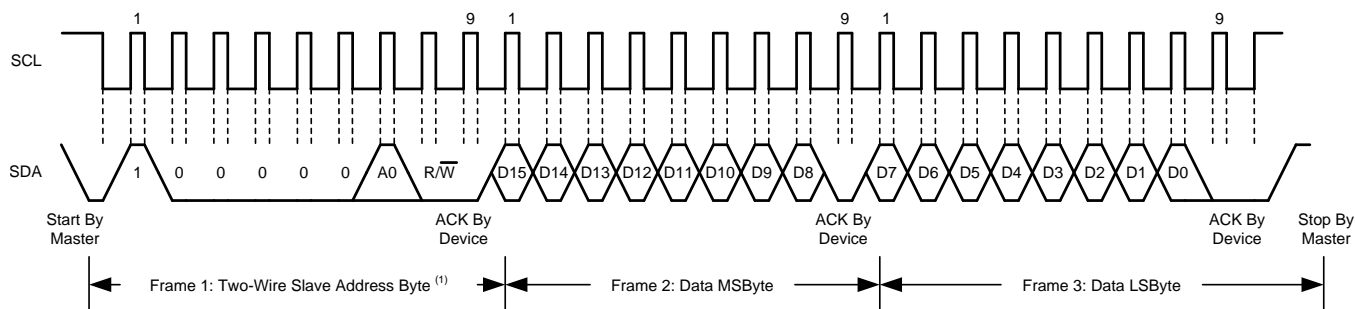 1 9 1 9 1 9
SCL
SDA
1 0 0 0 0 0 A0 R/W̅ D15 D14 D13 D12 D11 D10 D9 D8 D7 D6 D5 D4 D3 D2 D1 D0
Start By
Master
ACK By
Device
ACK By
Device
ACK By
Device
Stop By
Master
Frame 1: Two-Wire Slave Address Byte (1)
Frame 2: Data MSByte
Frame 3: Data LSByte